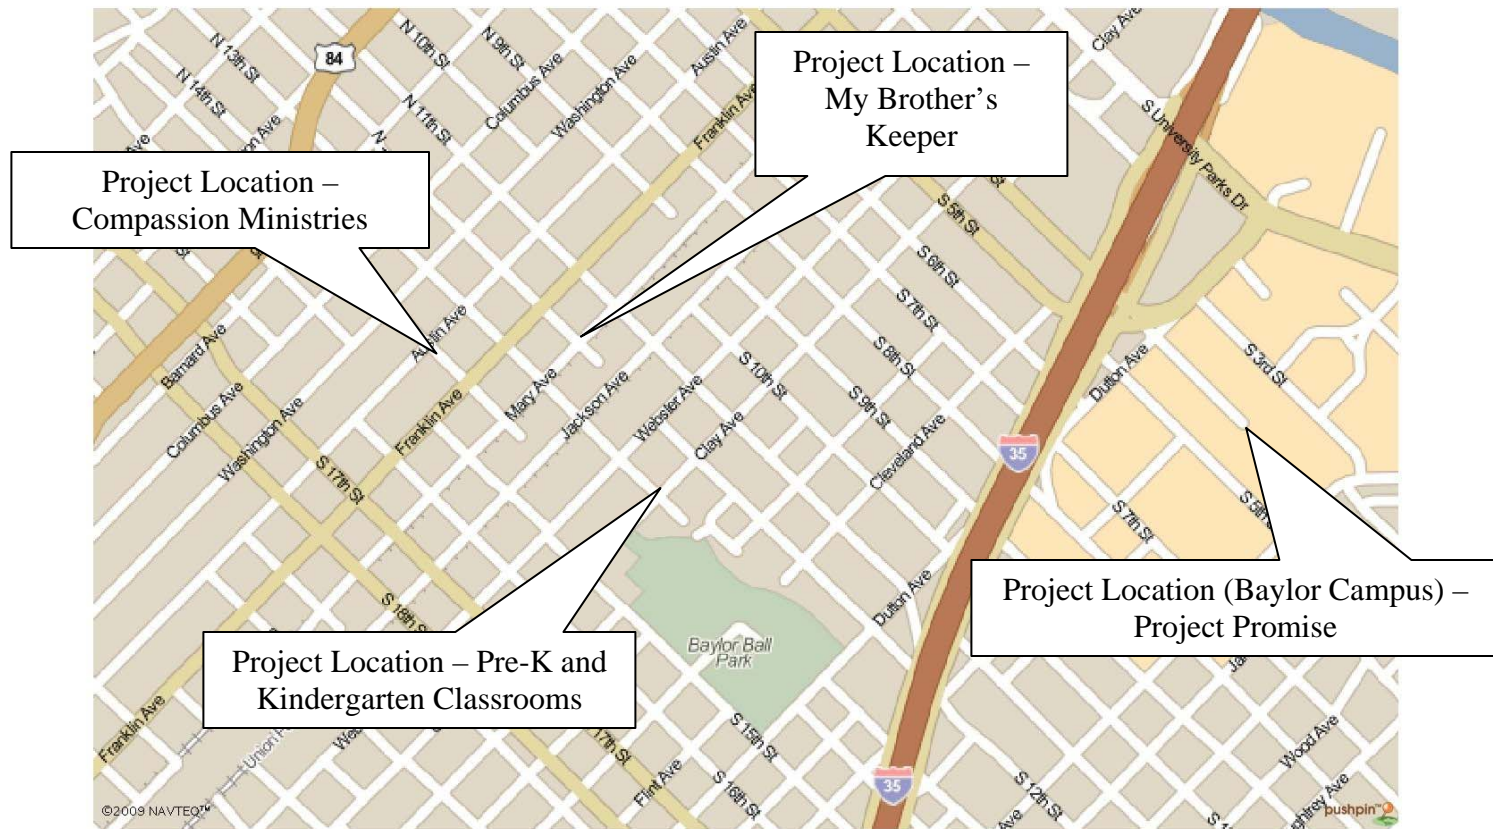 Project Location –
My Brother's
Keeper
Project Location –
Compassion Ministries
Project Location – Pre-K and
Kindergarten Classrooms
Project Location (Baylor Campus) –
Project Promise
84
N 13th St
N 14th St
N 10th St
N 9th St
N 11th St
Columbus Ave
Washington Ave
Austin Ave
Franklin Ave
Clay Ave
S University Parks Dr
S 5th St
S 6th St
S 7th St
S 8th St
S 9th St
S 10th St
S 3rd St
Dutton Ave
Barnard Ave
Columbus Ave
Washington Ave
Austin Ave
Franklin Ave
Mary Ave
Jackson Ave
Webster Ave
Clay Ave
Cleveland Ave
35
S 17th St
S 7th St
S 5th
S 18th St
Dutton Ave
Baylor Ball
Park
Franklin Ave
Union
17th St
Flint Ave
S 15th St
S 16th St
35
S 12th St
Wood Ave
Ave
©2009 NAVTEQ™
pushpin™